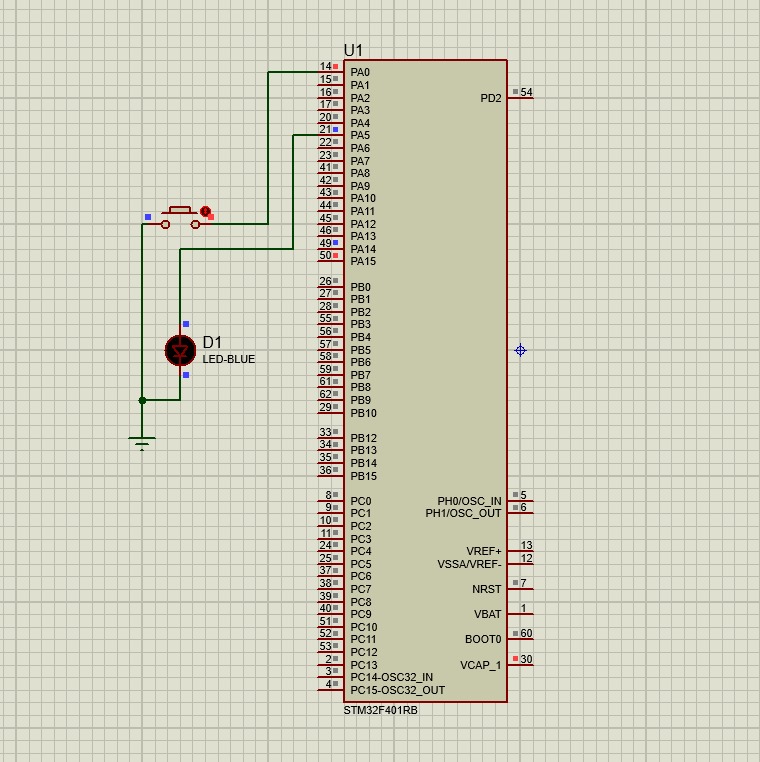 U1
14 PA0
15 PA1
16 PA2 PD2 54
17 PA3
20 PA4
21 PA5
22 PA6
23 PA7
41 PA8
42 PA9
43 PA10
44 PA11
45 PA12
46 PA13
49 PA14
50 PA15
26 PB0
27 PB1
28 PB2
55 PB3
56 PB4
57 PB5
58 PB6
59 PB7
61 PB8
62 PB9
29 PB10
D1
LED-BLUE
33 PB12
34 PB13
35 PB14
36 PB15
8 PC0 PH0/OSC_IN 5
9 PC1 PH1/OSC_OUT 6
10 PC2
11 PC3
24 PC4 VREF+ 13
25 PC5 VSSA/VREF- 12
37 PC6
38 PC7 NRST 7
39 PC8
40 PC9 VBAT 1
51 PC10
52 PC11 BOOT0 60
53 PC12
2 PC13 VCAP_1 30
3 PC14-OSC32_IN
4 PC15-OSC32_OUT
STM32F401RB